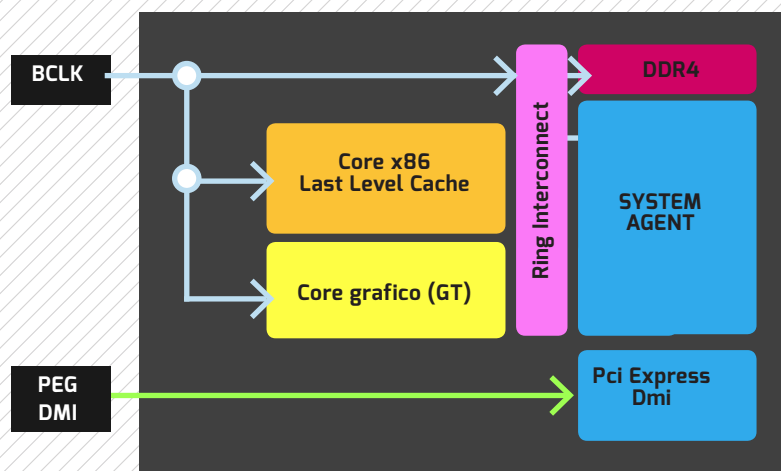 BCLK
DDR4
Core x86
Last Level Cache
Ring Interconnect
SYSTEM
AGENT
Core grafico (GT)
PEG
DMI
Pci Express
Dmi